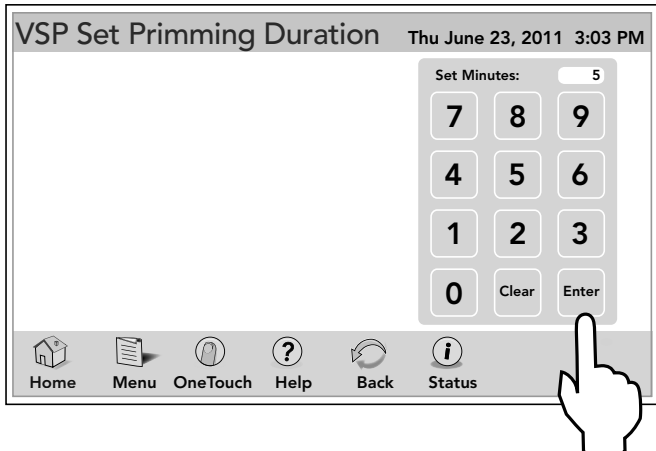 VSP Set Primming Duration Thu June 23, 2011 3:03 PM
Set Minutes: 5
7 8 9
4 5 6
1 2 3
0 Clear Enter
?
i
Home Menu OneTouch Help Back Status